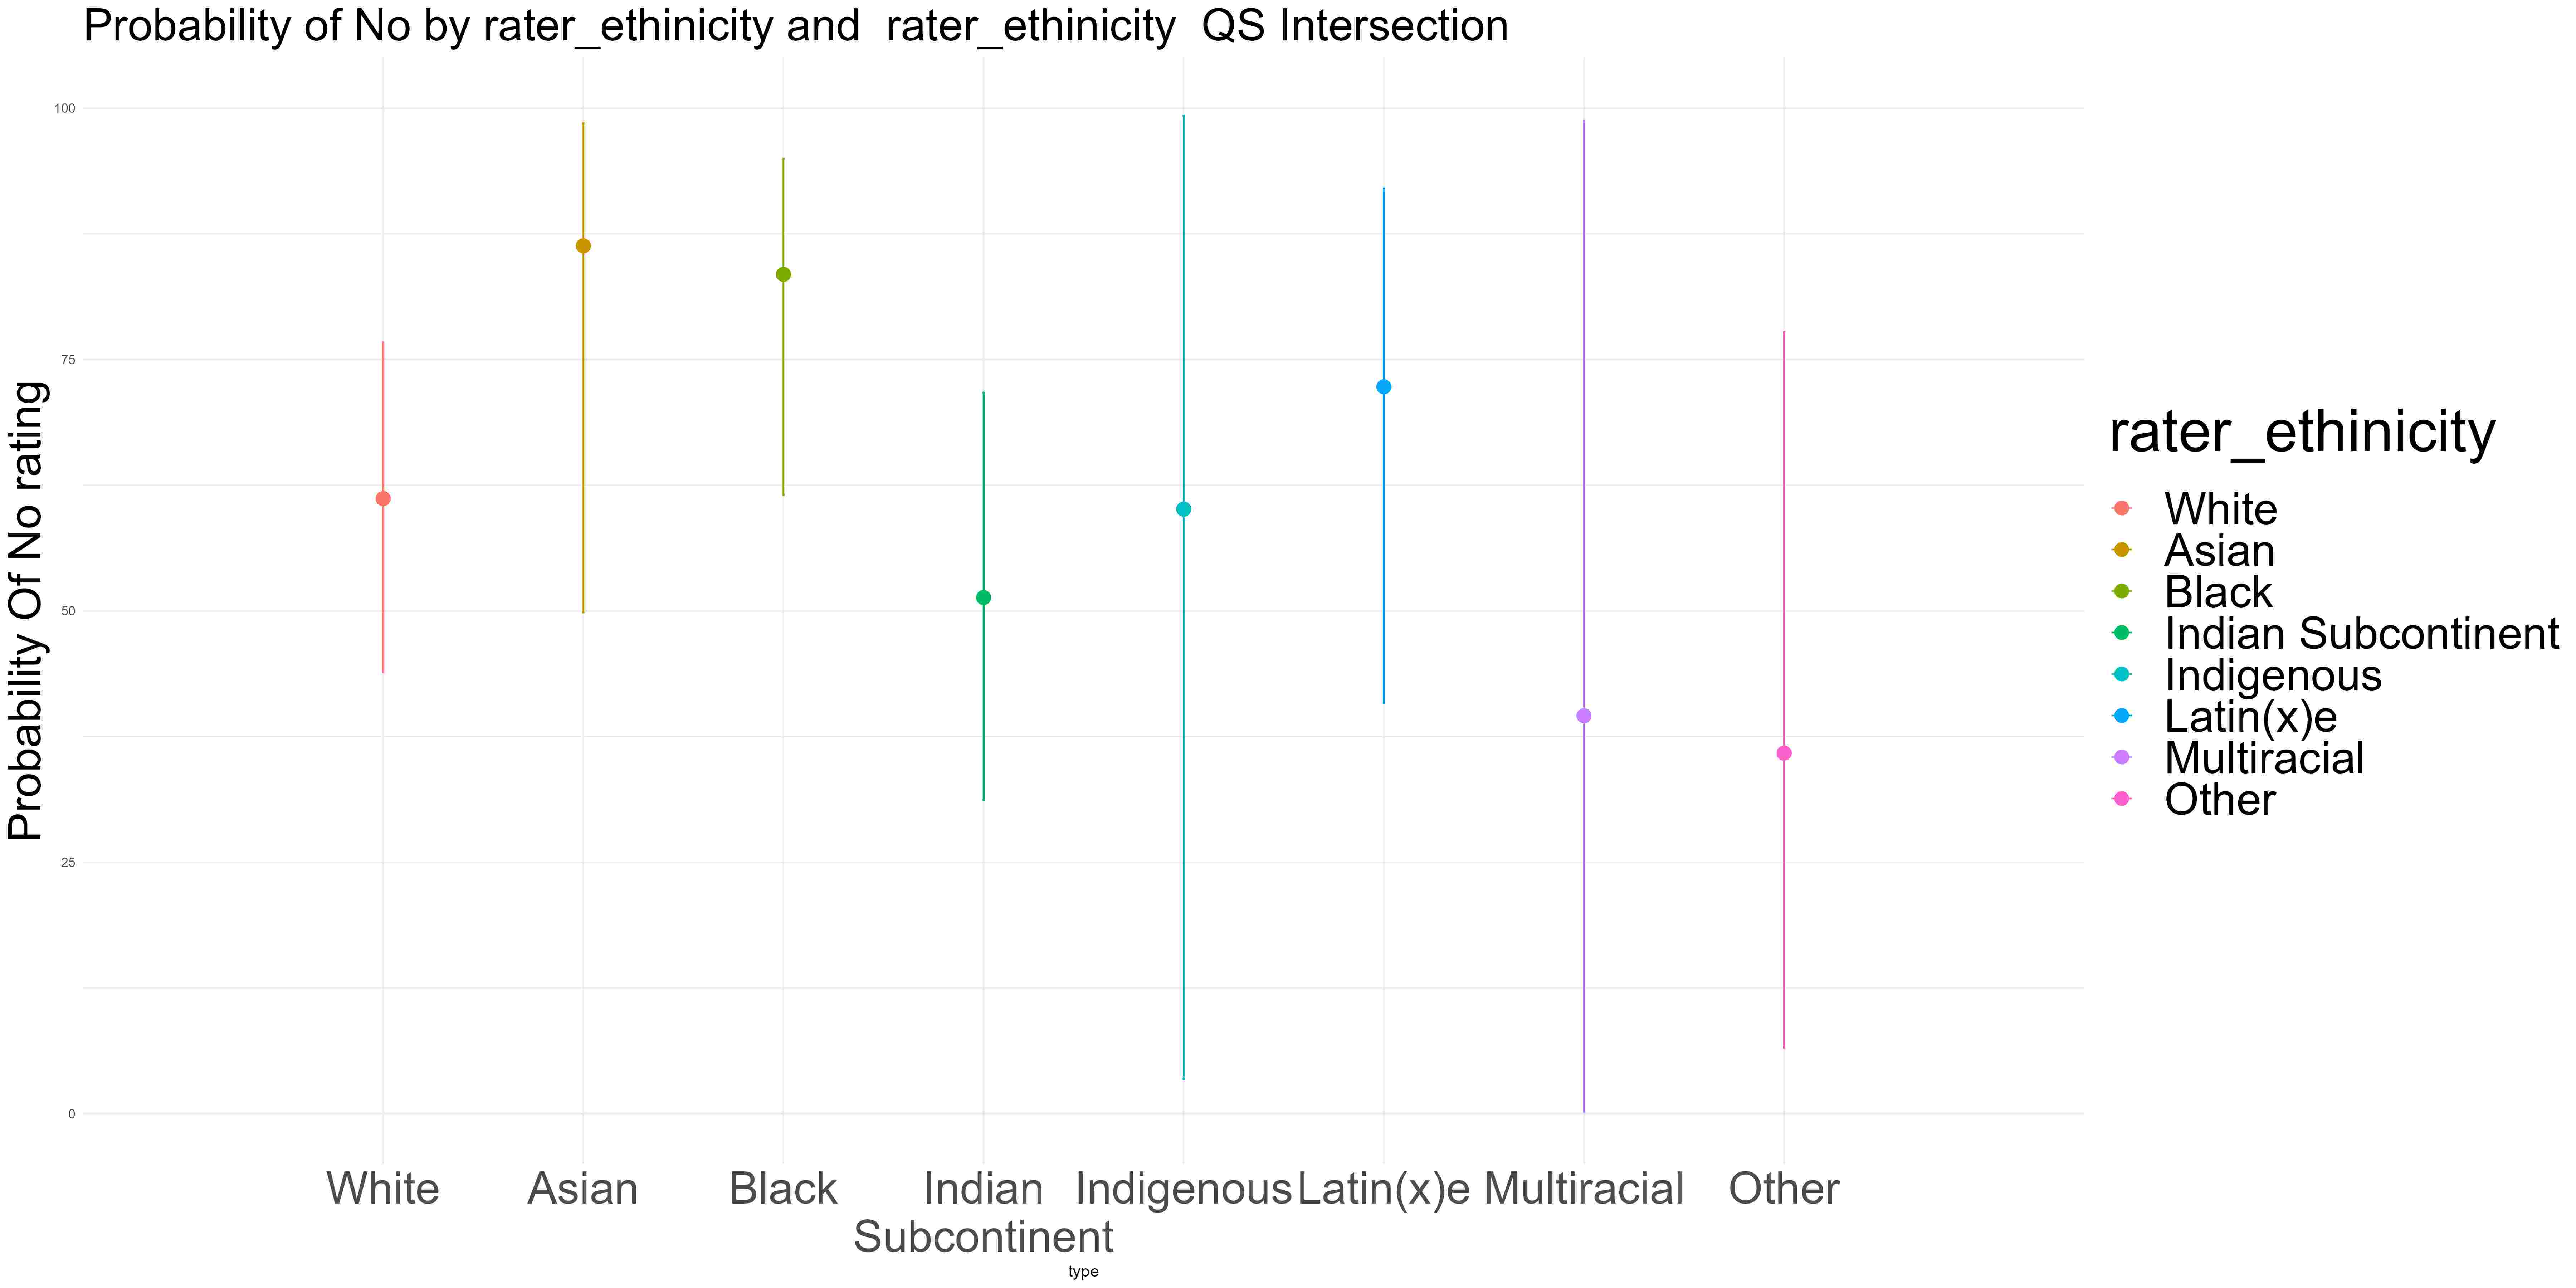 Probability of No by rater_ethinicity and  rater_ethinicity  QS Intersection
100
75
50
25
0
Probability Of No rating
White
Asian
Black
Indian
Subcontinent
Indigenous
Latin(x)e
Multiracial
Other
type
rater_ethinicity
White
Asian
Black
Indian Subcontinent
Indigenous
Latin(x)e
Multiracial
Other